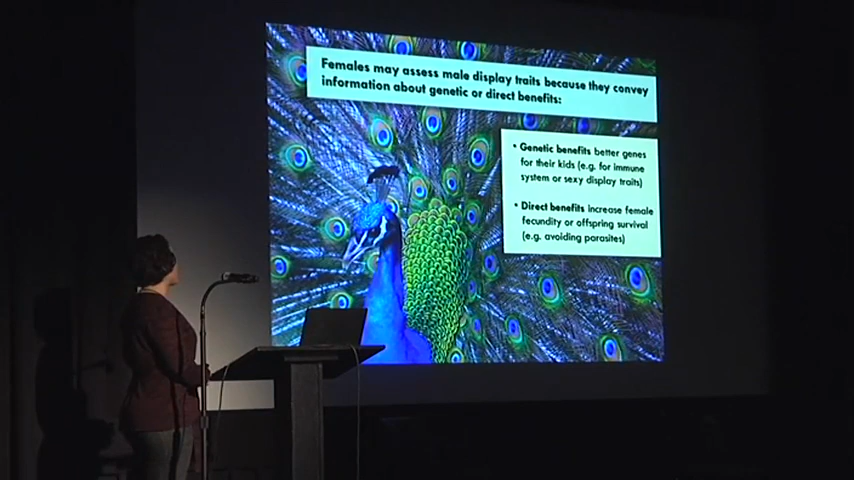 Females may assess male display traits because they convey
information about genetic or direct benefits:
• Genetic benefits better genes
for their kids (e.g. for immune
system or sexy display traits)
• Direct benefits increase female
fecundity or offspring survival
(e.g. avoiding parasites)